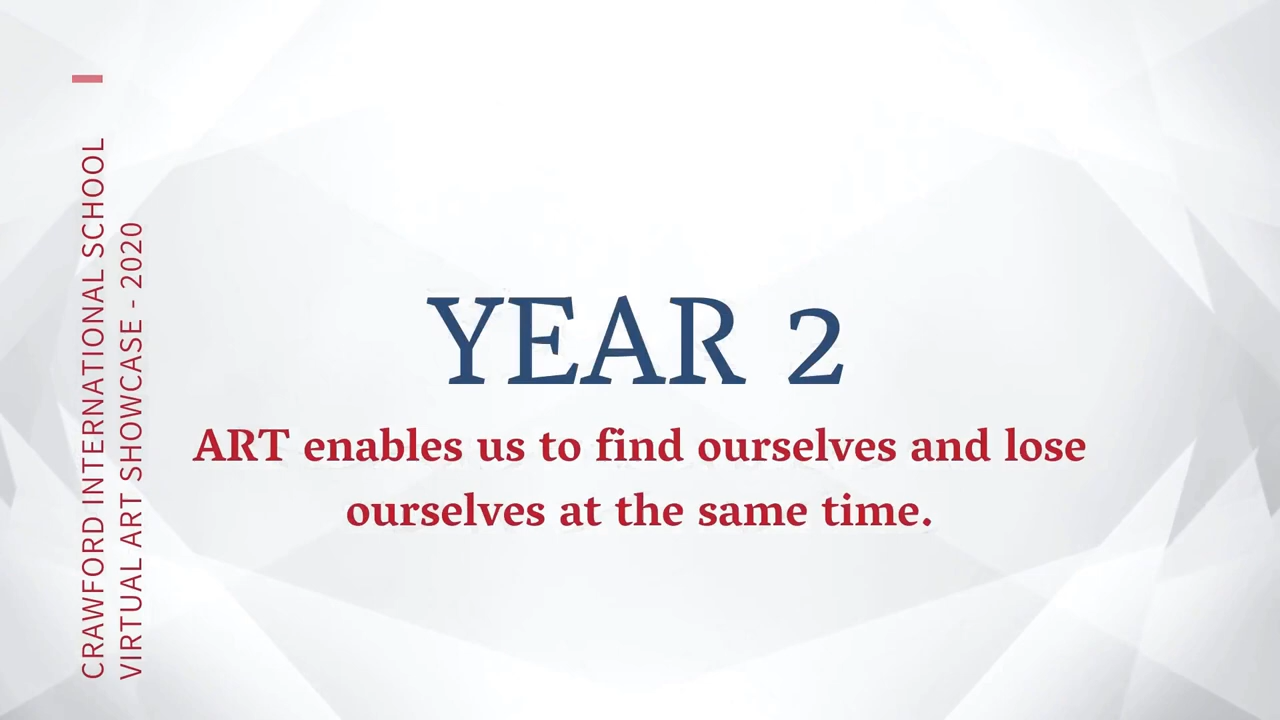 CRAWFORD INTERNATIONAL SCHOOL
VIRTUAL ART SHOWCASE - 2020
YEAR 2
ART enables us to find ourselves and lose
ourselves at the same time.